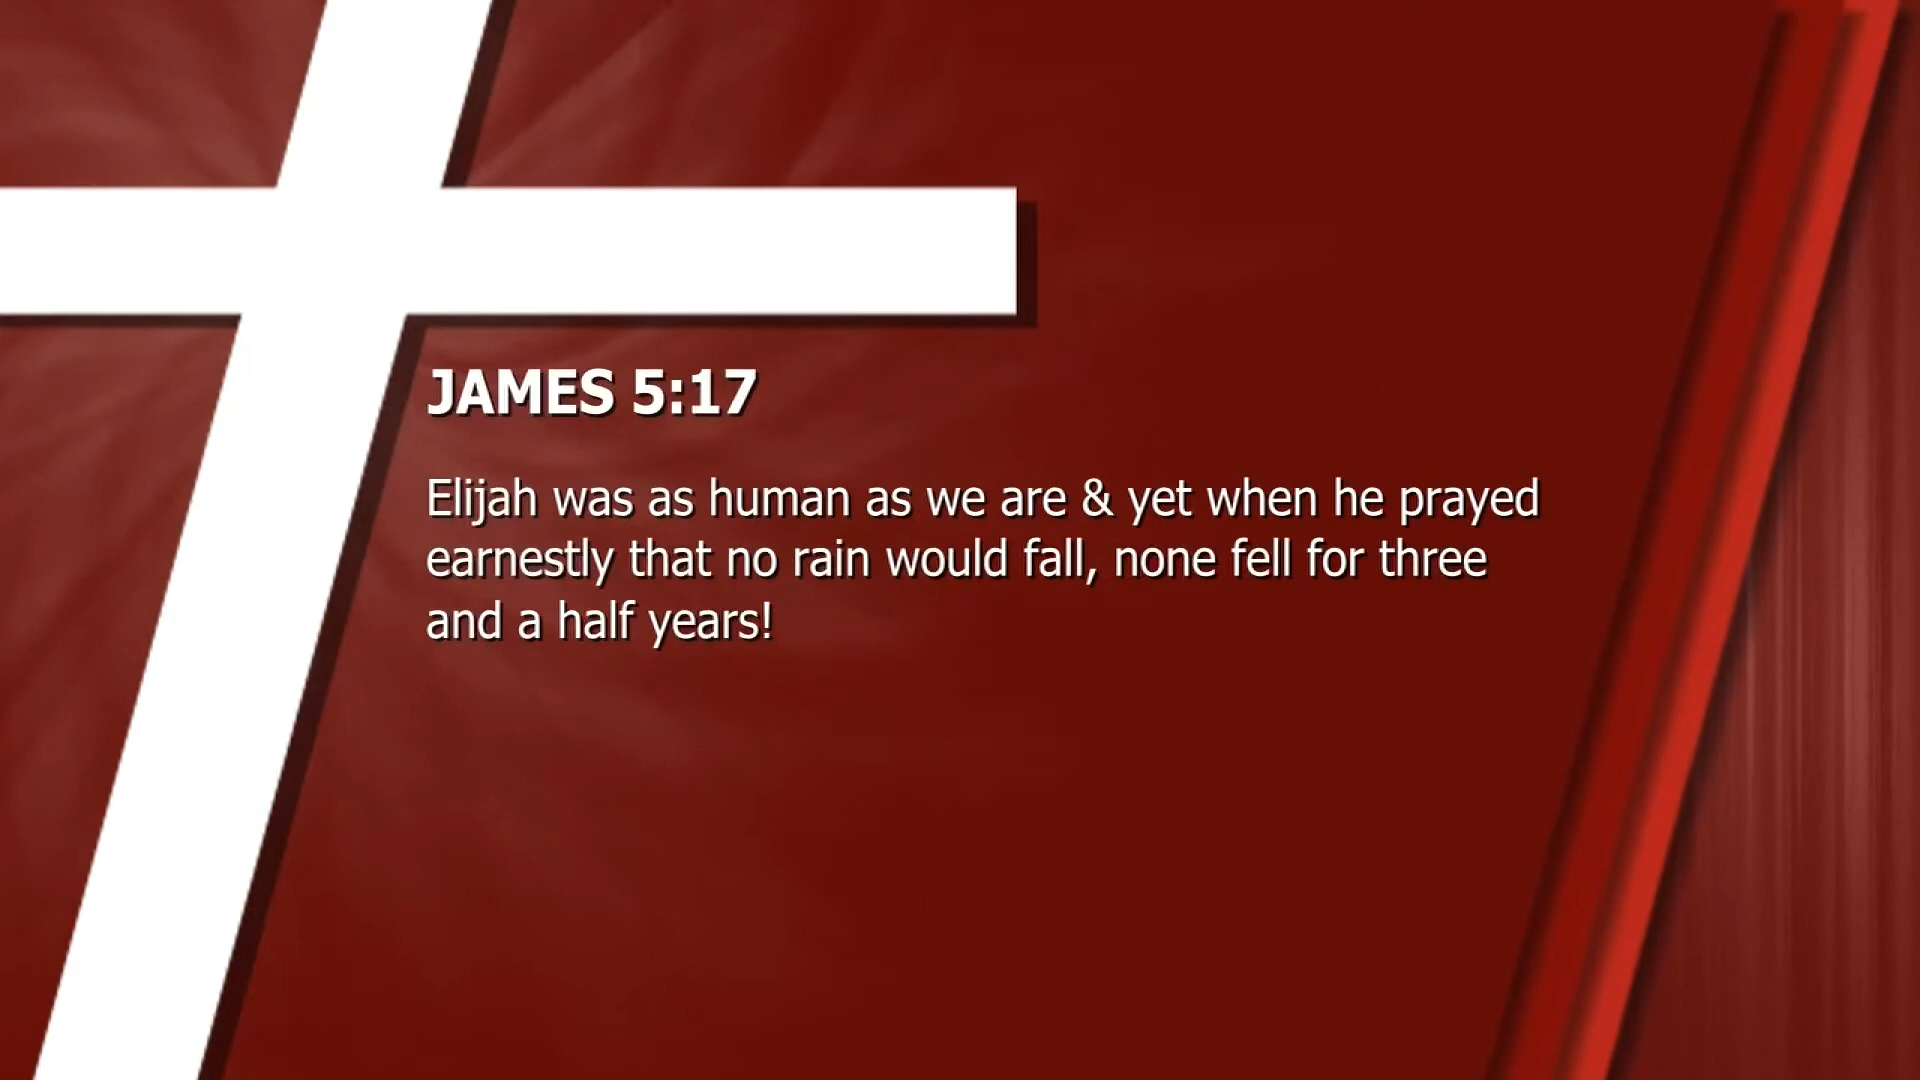 JAMES 5:17
Elijah was as human as we are & yet when he prayed
earnestly that no rain would fall, none fell for three
and a half years!